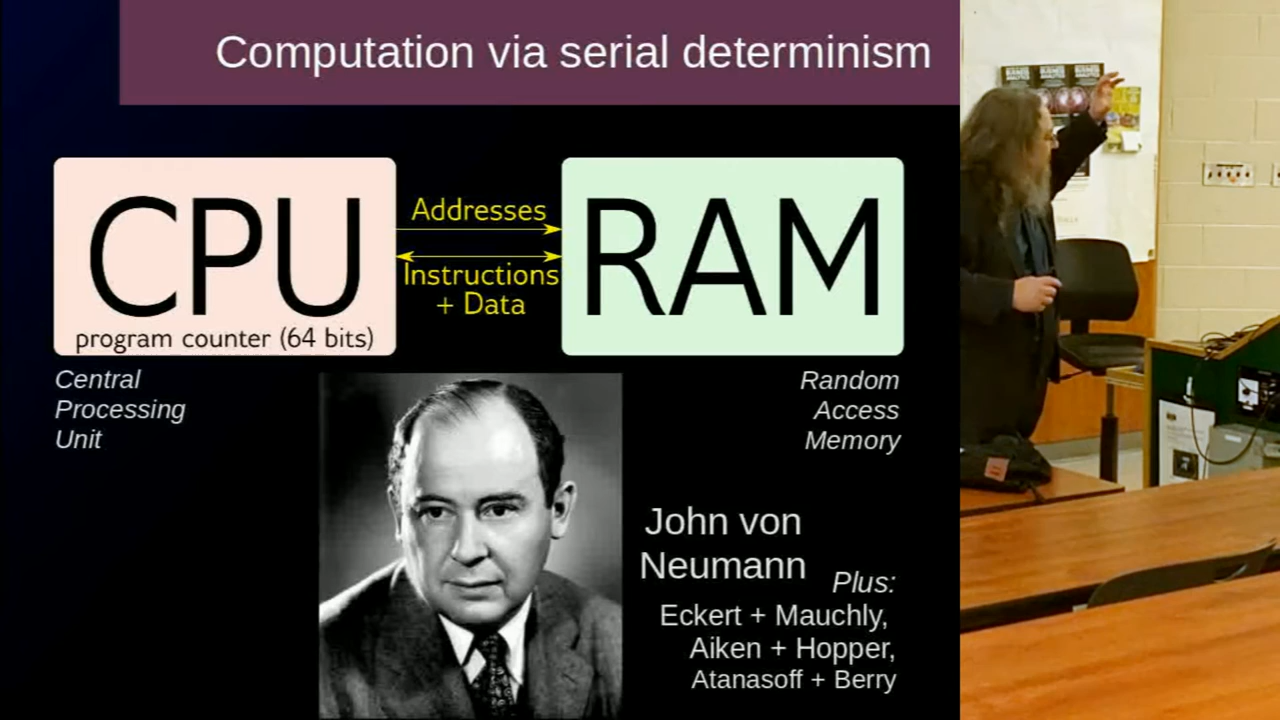 Computation via serial determinism
CPU
program counter (64 bits)
Addresses
Instructions
+ Data
RAM
Central
Processing
Unit
Random
Access
Memory
John von
Neumann
Plus:
Eckert + Mauchly,
Aiken + Hopper,
Atanasoff + Berry